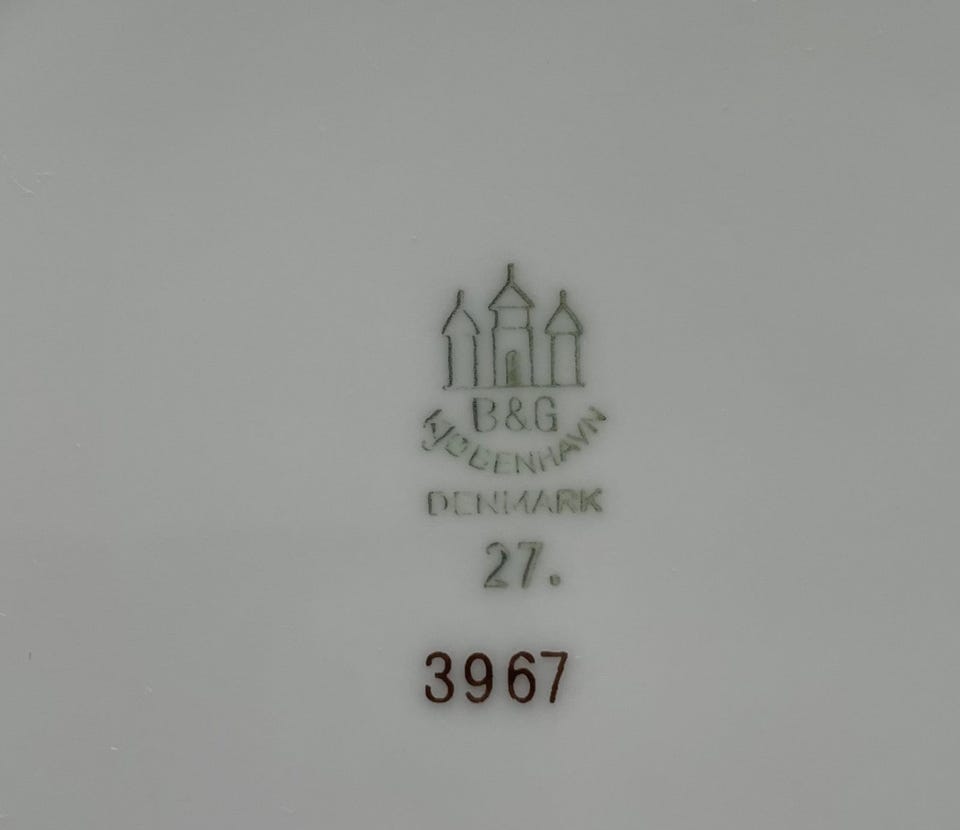 B&G
KJØBENHAVN
DENMARK
27.
3967